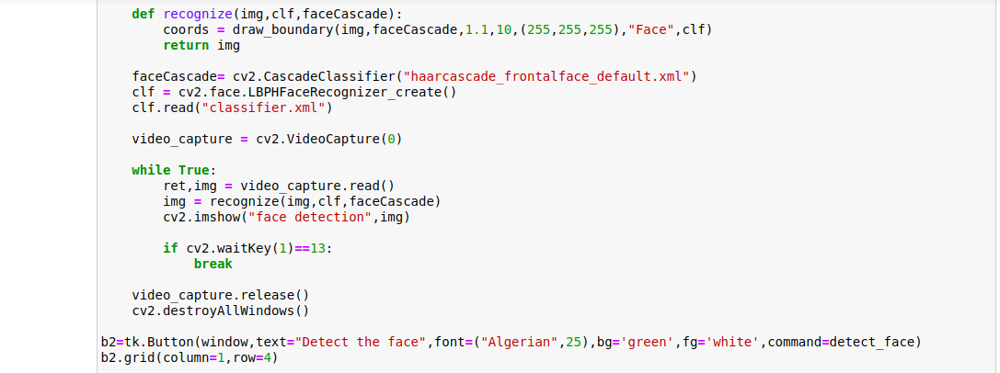 def recognize(img,clf,faceCascade):
coords = draw_boundary(img,faceCascade,1.1,10,(255,255,255),"Face",clf)
return img
faceCascade= cv2.CascadeClassifier("haarcascade_frontalface_default.xml")
clf = cv2.face.LBPHFaceRecognizer_create()
clf.read("classifier.xml")
video_capture = cv2.VideoCapture(0)
while True:
ret,img = video_capture.read()
img = recognize(img,clf,faceCascade)
cv2.imshow("face detection",img)
if cv2.waitKey(1)==13:
break
video_capture.release()
cv2.destroyAllWindows()
b2=tk.Button(window,text="Detect the face",font=("Algerian",25),bg='green',fg='white',command=detect_face)
b2.grid(column=1,row=4)